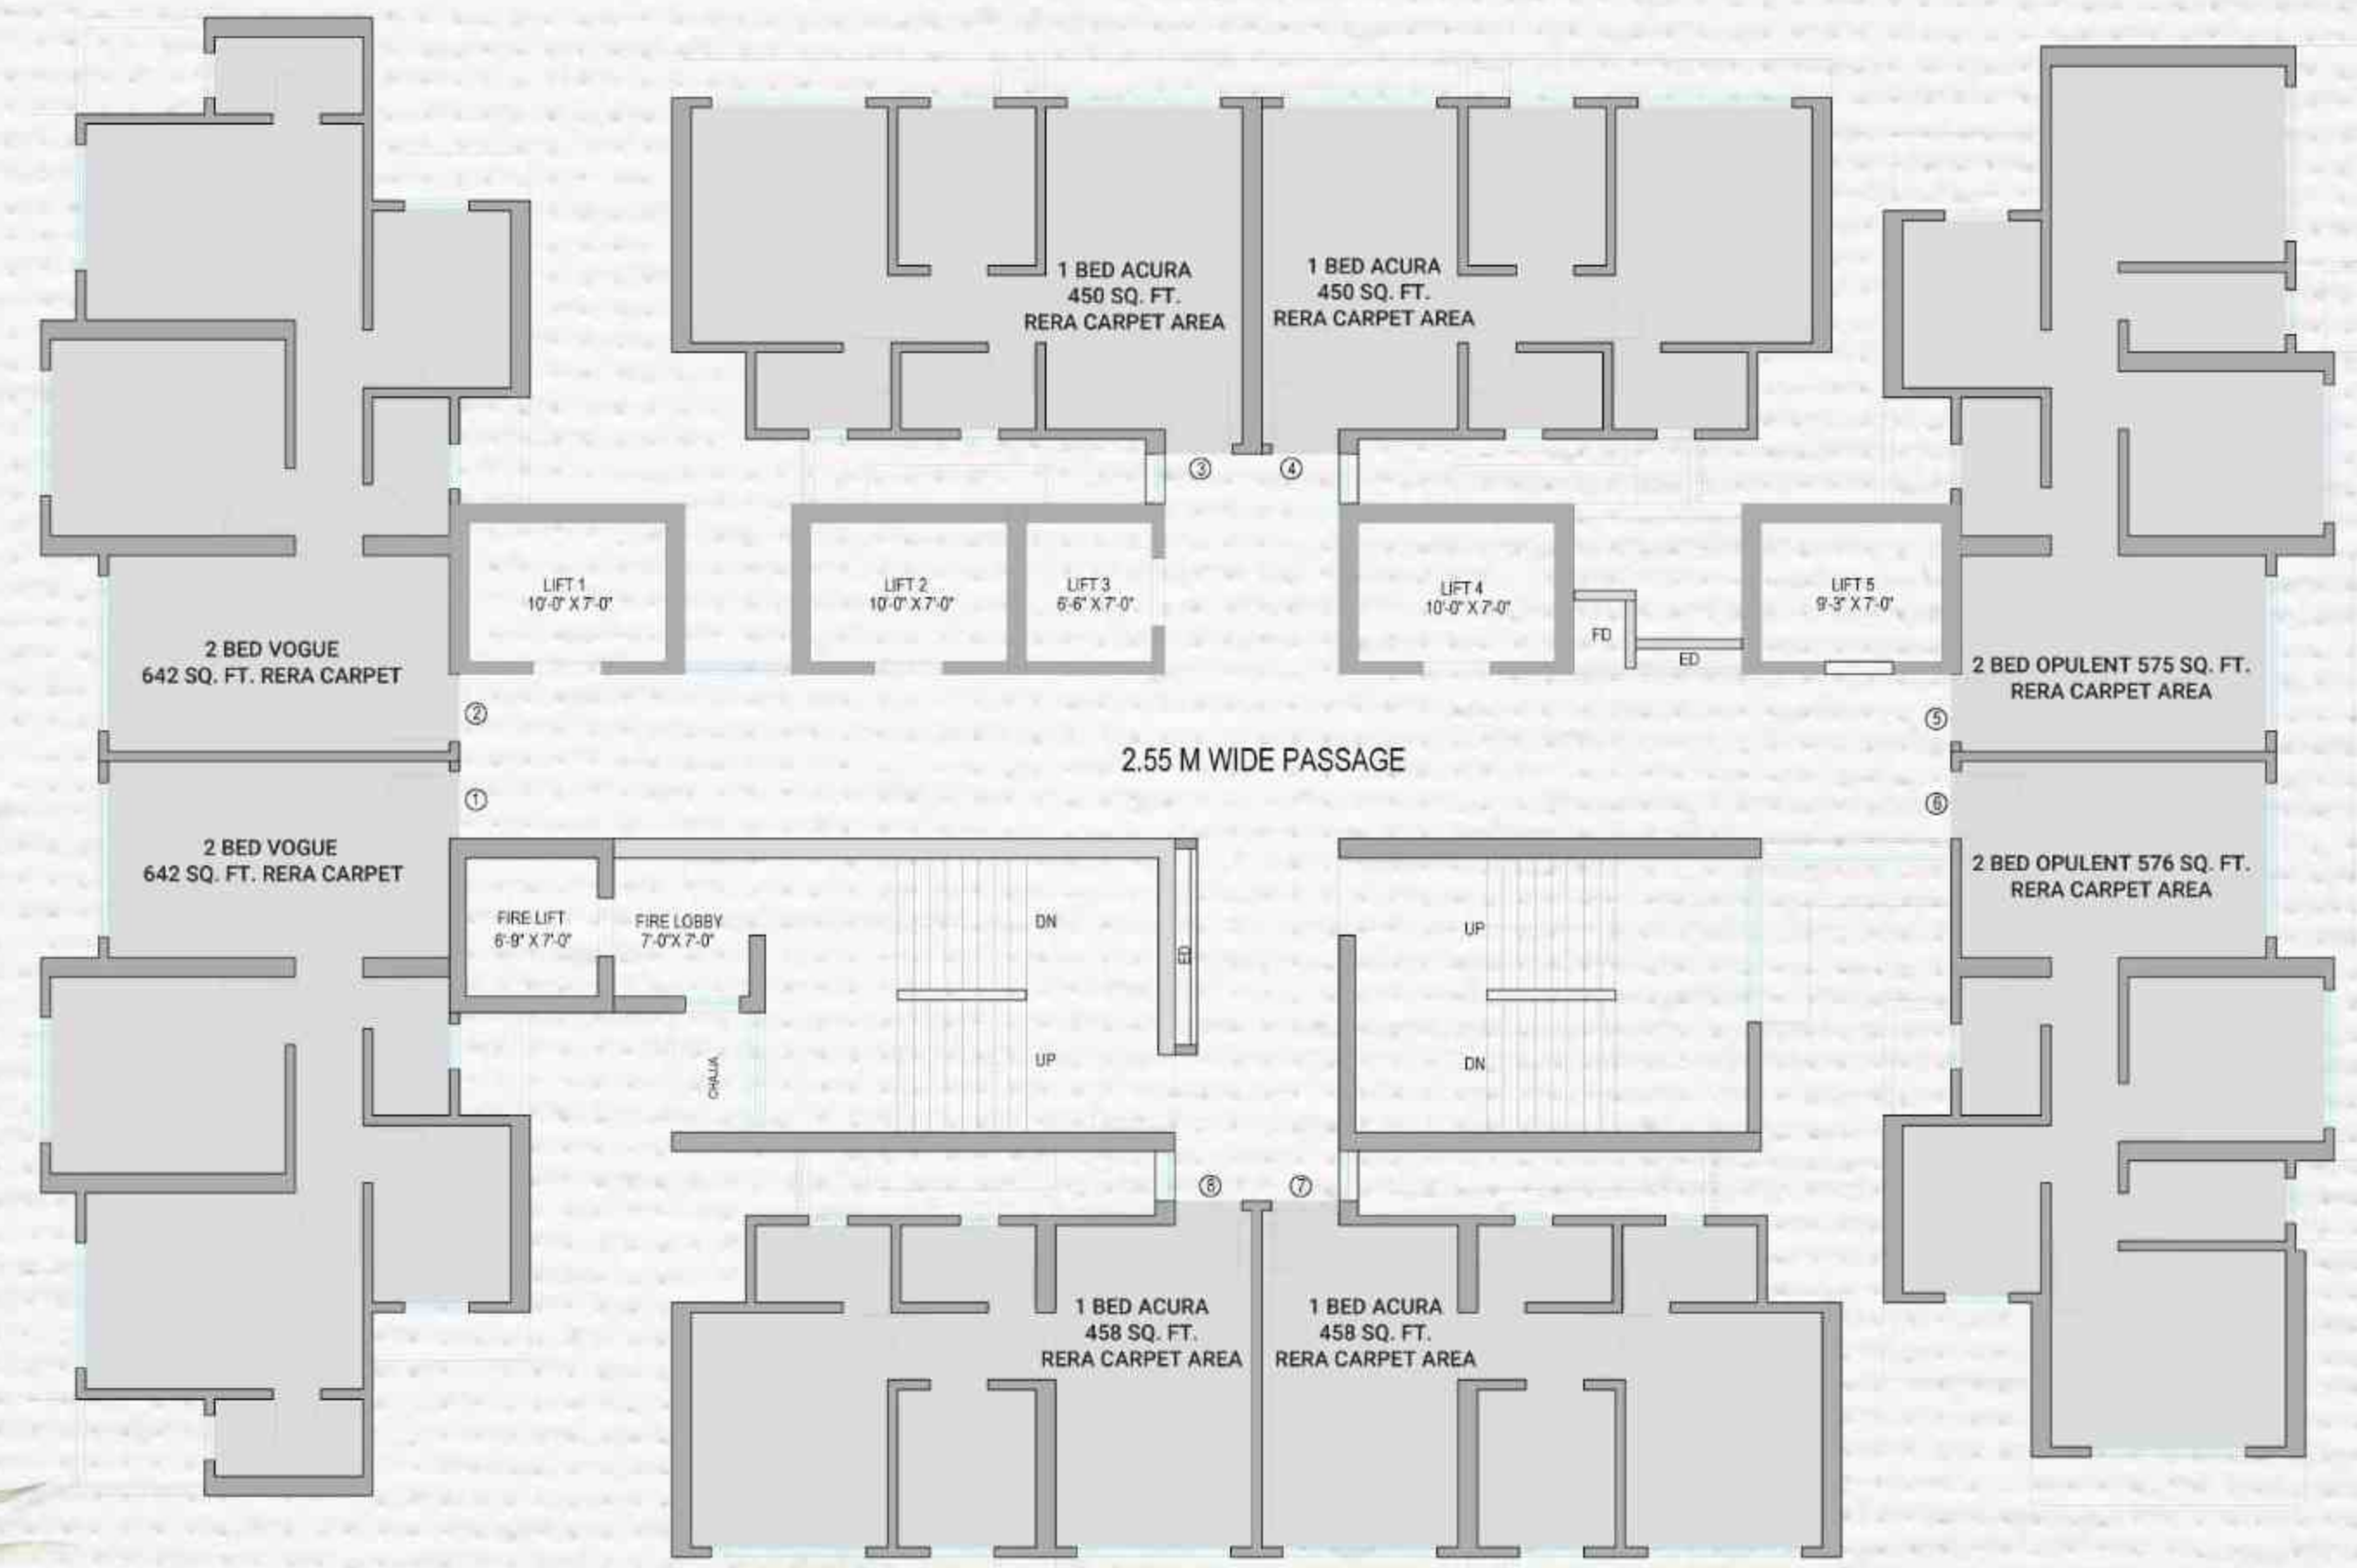 1 BED ACURA
450 SQ. FT.
RERA CARPET AREA
1 BED ACURA
450 SQ. FT.
RERA CARPET AREA
③
④
LIFT 1
10'-0" X 7'-0"
LIFT 2
10'-0" X 7'-0"
LIFT 3
6'-6" X 7'-0"
LIFT 4
10'-0" X 7'-0"
FD
ED
LIFT 5
9'-3" X 7'-0"
2 BED VOGUE
642 SQ. FT. RERA CARPET
②
2 BED OPULENT 575 SQ. FT.
RERA CARPET AREA
⑤
2.55 M WIDE PASSAGE
①
⑥
2 BED VOGUE
642 SQ. FT. RERA CARPET
2 BED OPULENT 576 SQ. FT.
RERA CARPET AREA
FIRE LIFT
6'-9" X 7'-0"
FIRE LOBBY
7'-0"X 7'-0"
DN
ED
UP
CHAJJA
UP
DN
⑧
⑦
1 BED ACURA
458 SQ. FT.
RERA CARPET AREA
1 BED ACURA
458 SQ. FT.
RERA CARPET AREA